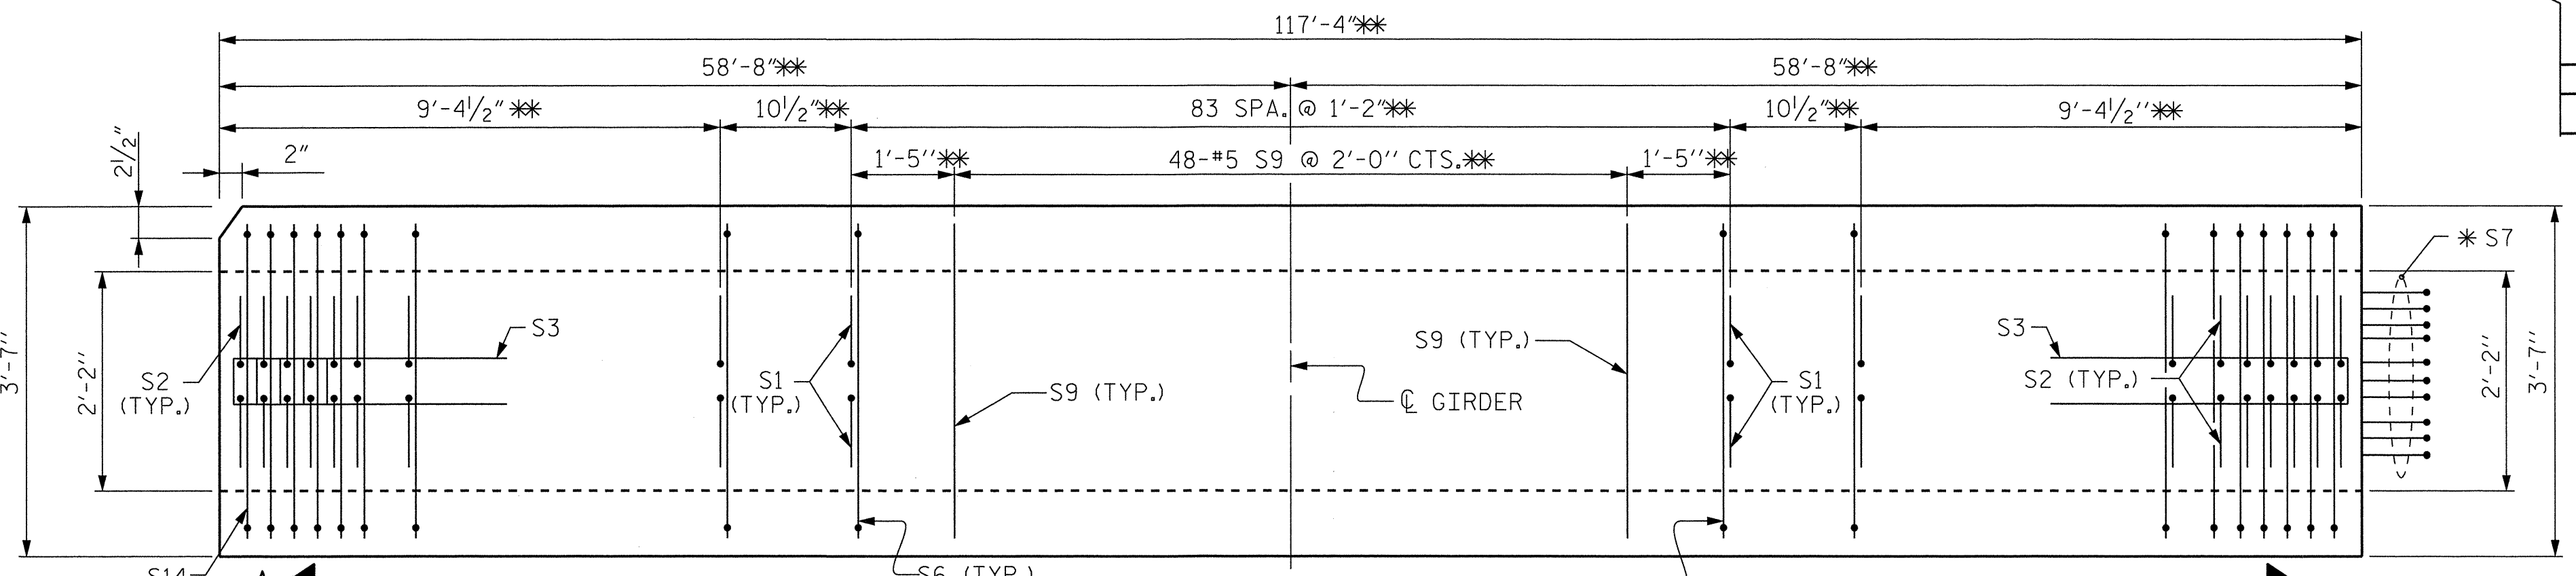 117'-4"✳✳
58'-8"✳✳
58'-8"✳✳
9'-4½" ✳✳
10½"✳✳
83 SPA. @ 1'-2"✳✳
10½"✳✳
9'-4½''✳✳
2½"
2"
1'-5''✳✳
48-#5 S9 @ 2'-0'' CTS.✳✳
1'-5''✳✳
✳ S7
3'-7''
2'-2''
S2
(TYP.)
S3
S1
(TYP.)
S9 (TYP.)
S9 (TYP.)
℄ GIRDER
S1
(TYP.)
S3
S2 (TYP.)
2'-2''
3'-7''
S14
S6 (TYP.)